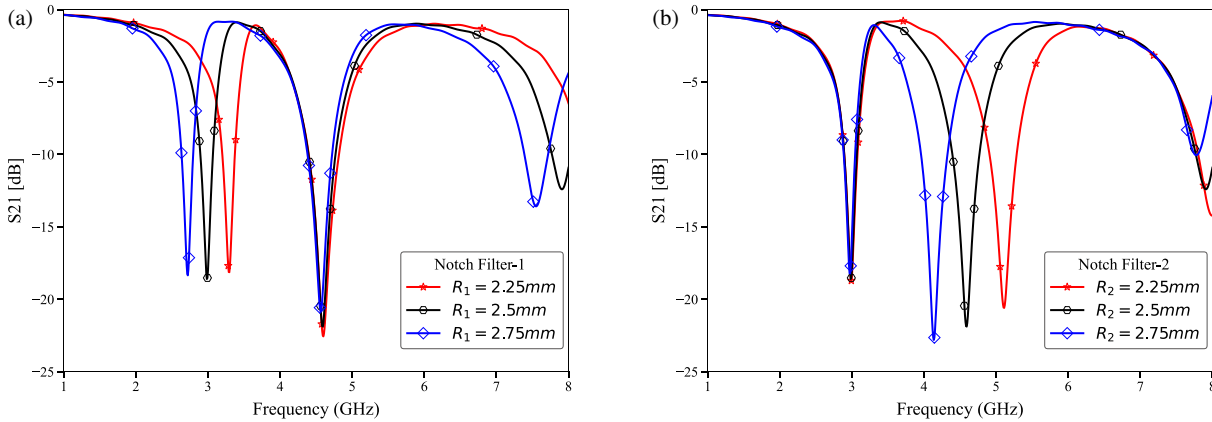 (a)
0
−5
−10
−15
−20
−25
S21 [dB]
1 2 3 4 5 6 7 8
Frequency (GHz)
Notch Filter-1
R₁ = 2.25mm
R₁ = 2.5mm
R₁ = 2.75mm
(b)
0
−5
−10
−15
−20
−25
S21 [dB]
1 2 3 4 5 6 7 8
Frequency (GHz)
Notch Filter-2
R₂ = 2.25mm
R₂ = 2.5mm
R₂ = 2.75mm